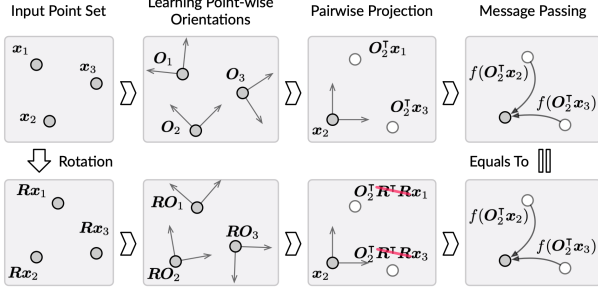 Input Point Set
Learning Point-wise
Orientations
Pairwise Projection
Message Passing
x₁
x₃
x₂
O₁
O₃
O₂
O₂ᵀx₁
O₂ᵀx₃
x₂
f(O₂ᵀx₂)
f(O₂ᵀx₃)
Rotation
Equals To
Rx₁
Rx₃
Rx₂
RO₁
RO₃
RO₂
O₂ᵀRᵀRx₁
O₂ᵀRᵀRx₃
x₂
f(O₂ᵀx₂)
f(O₂ᵀx₃)